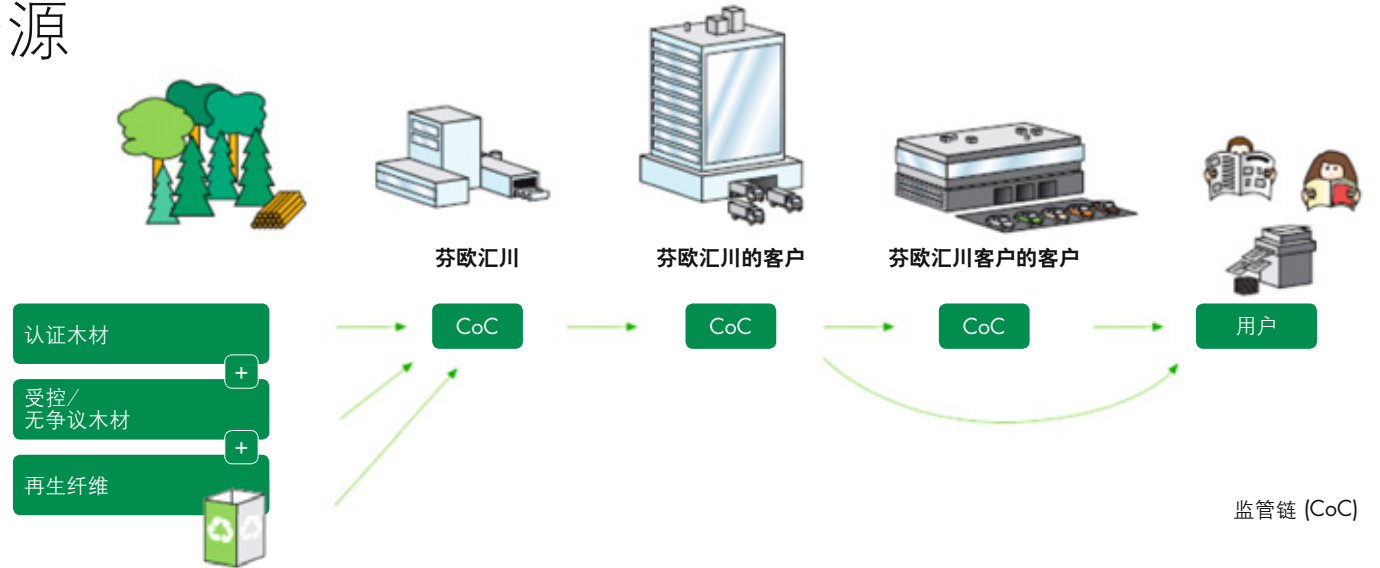 源
芬欧汇川
芬欧汇川的客户
芬欧汇川客户的客户
认证木材
CoC
CoC
CoC
用户
+
受控/
无争议木材
+
再生纤维
监管链 (CoC)